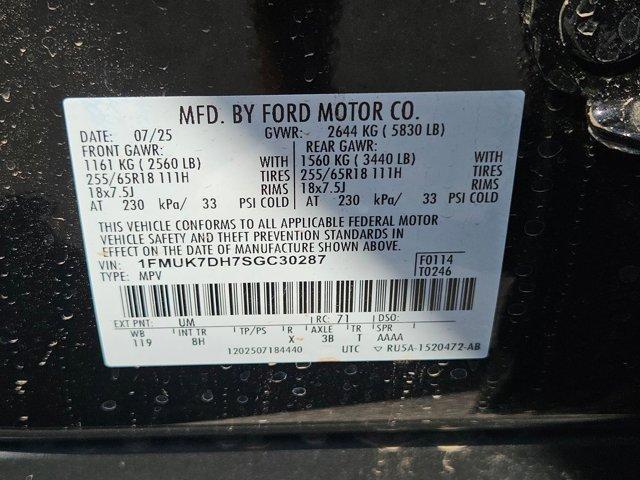 MFD. BY FORD MOTOR CO.
DATE: 07/25 GVWR: 2644 KG ( 5830 LB)
FRONT GAWR: REAR GAWR:
1161 KG ( 2560 LB) WITH 1560 KG ( 3440 LB) WITH
255/65R18 111H TIRES 255/65R18 111H TIRES
18x7.5J RIMS 18x7.5J RIMS
AT 230 kPa/ 33 PSI COLD AT 230 kPa/ 33 PSI COLD
THIS VEHICLE CONFORMS TO ALL APPLICABLE FEDERAL MOTOR
VEHICLE SAFETY AND THEFT PREVENTION STANDARDS IN
EFFECT ON THE DATE OF MANUFACTURE SHOWN ABOVE.
VIN: 1FMUK7DH7SGC30287 F0114
TYPE: MPV T0246
EXT PNT: UM RC: 71 DSO:
WB INT TR TP/PS R AXLE TR SPR
119 8H X 3B T AAAA
1202507184440 UTC ▽ RU5A-1520472-AB